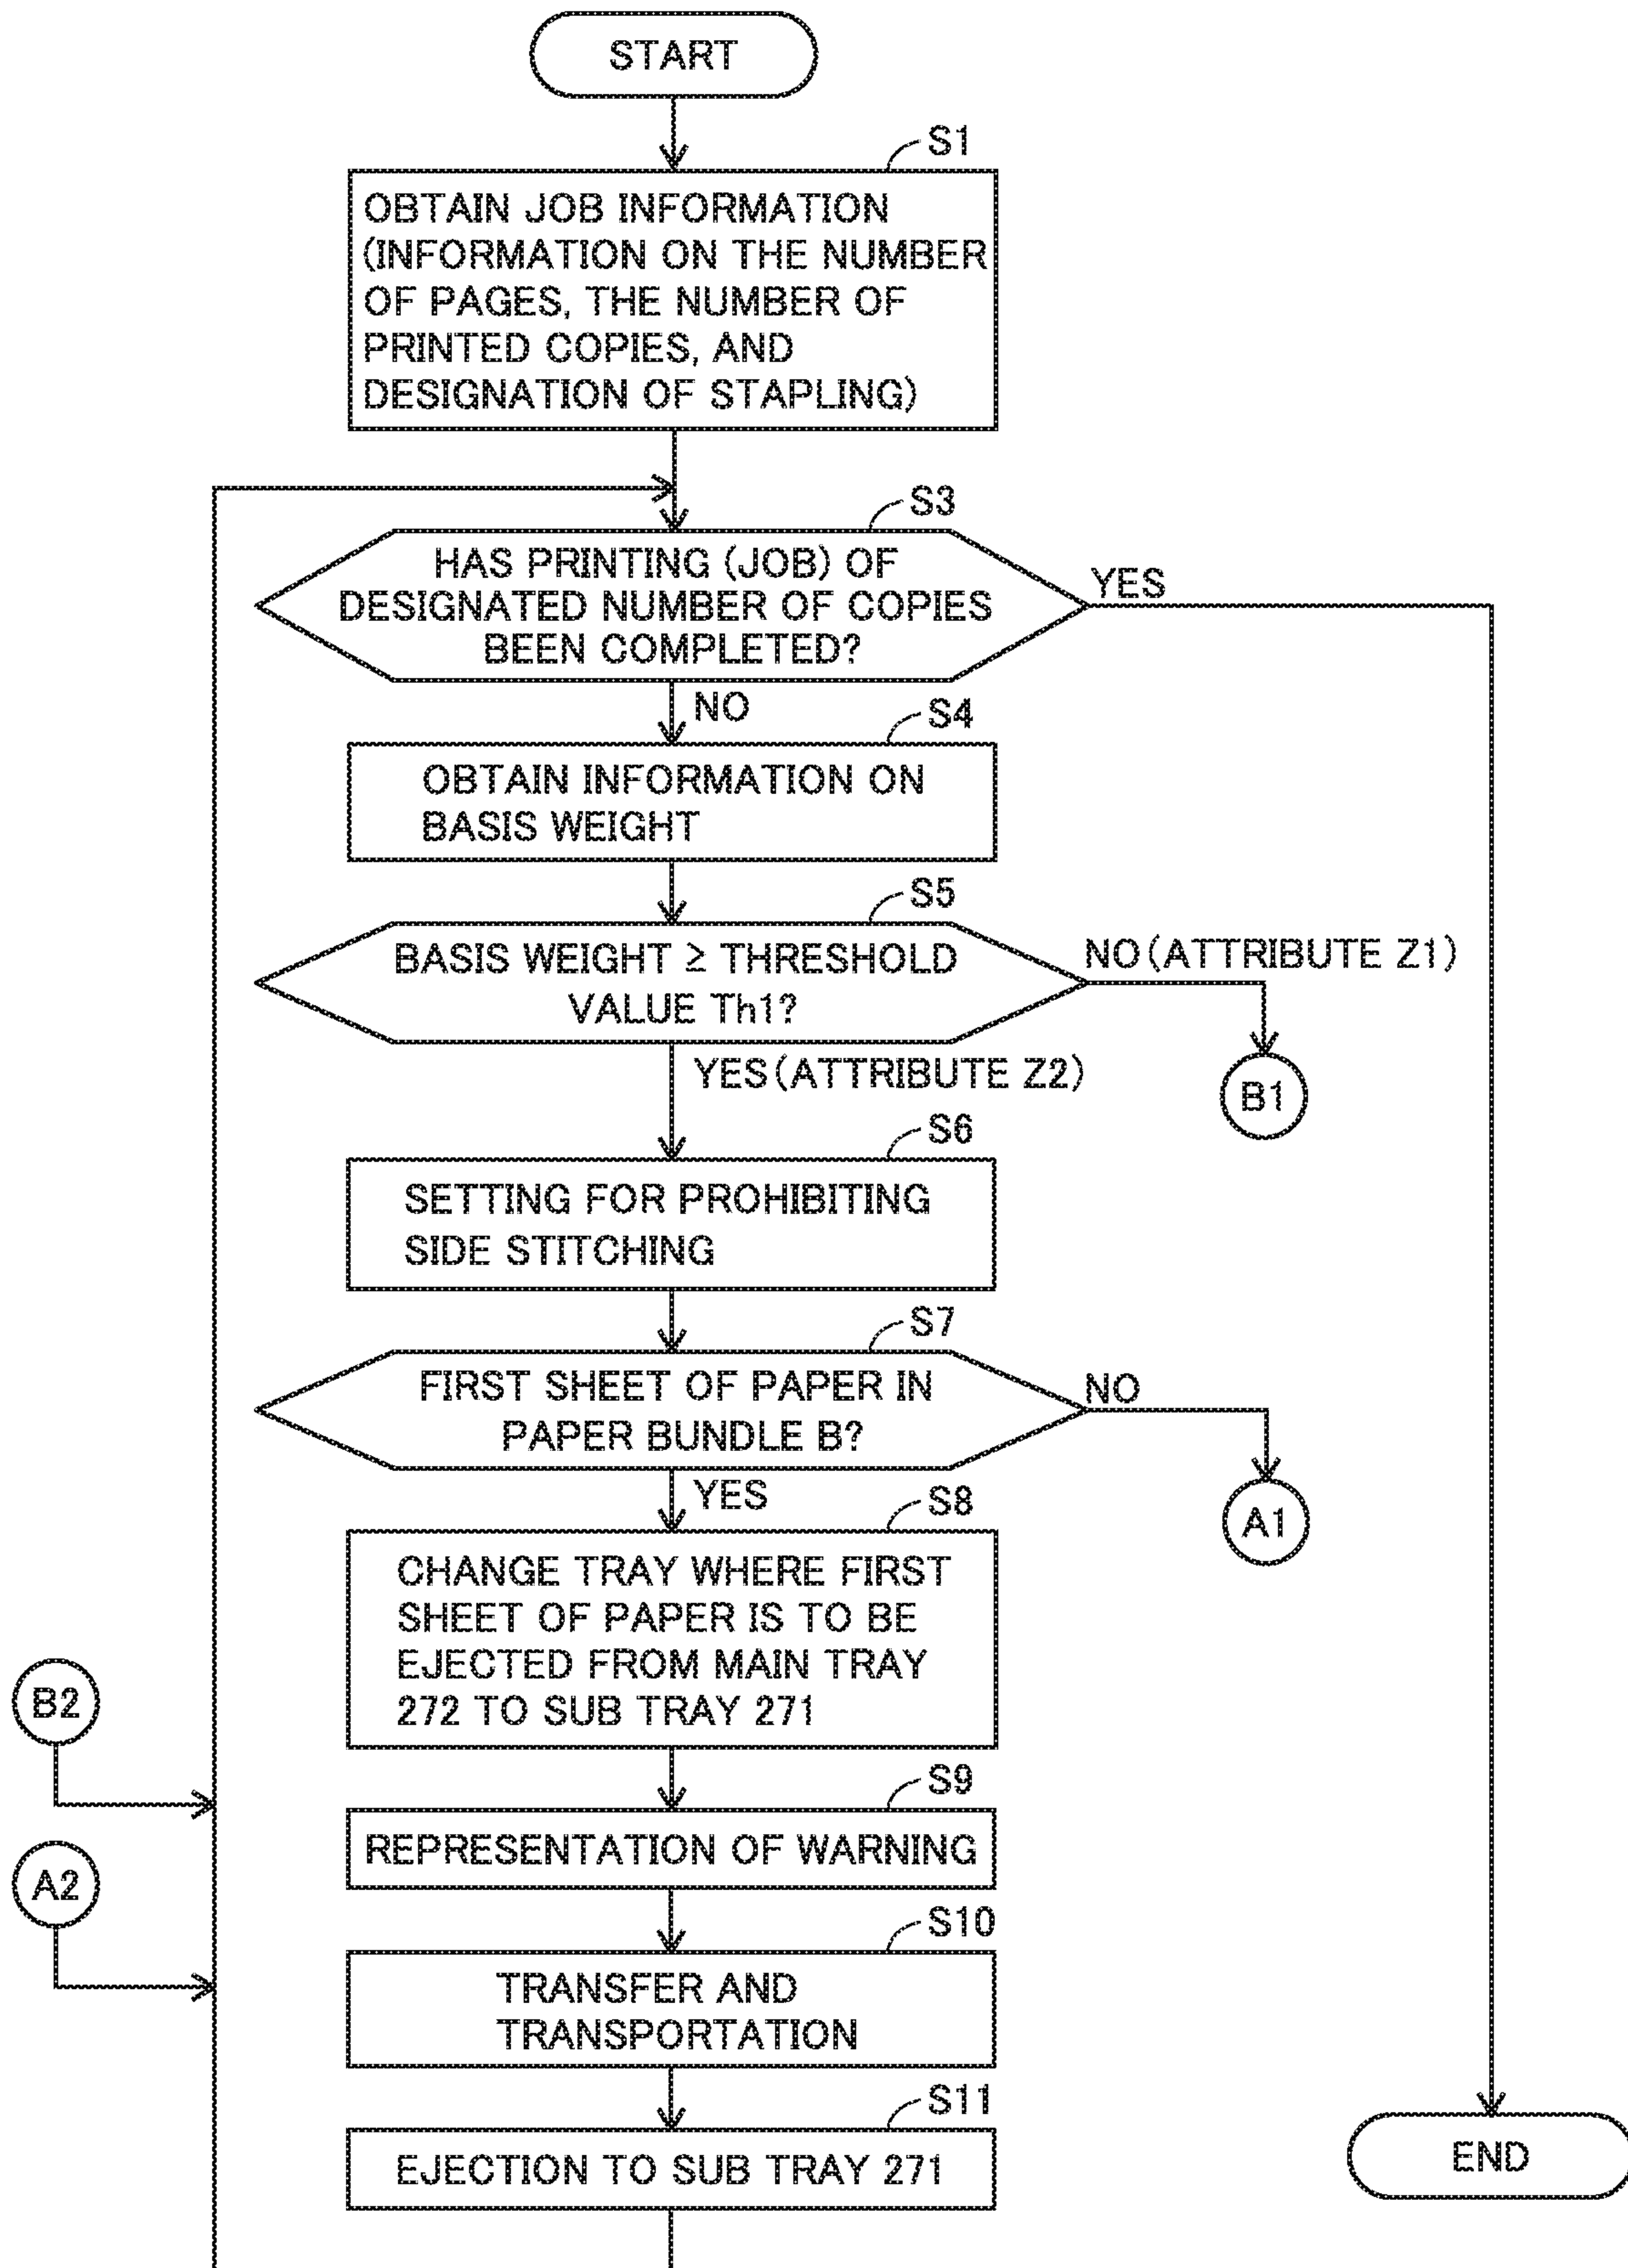 START
S1
OBTAIN JOB INFORMATION
(INFORMATION ON THE NUMBER
OF PAGES, THE NUMBER OF
PRINTED COPIES, AND
DESIGNATION OF STAPLING)
S3
HAS PRINTING (JOB) OF
DESIGNATED NUMBER OF COPIES
BEEN COMPLETED?
YES
NO
S4
OBTAIN INFORMATION ON
BASIS WEIGHT
S5
BASIS WEIGHT ≥ THRESHOLD
VALUE Th1?
NO(ATTRIBUTE Z1)
YES(ATTRIBUTE Z2)
B1
S6
SETTING FOR PROHIBITING
SIDE STITCHING
S7
FIRST SHEET OF PAPER IN
PAPER BUNDLE B?
NO
YES
A1
S8
CHANGE TRAY WHERE FIRST
SHEET OF PAPER IS TO BE
EJECTED FROM MAIN TRAY
272 TO SUB TRAY 271
B2
S9
REPRESENTATION OF WARNING
A2
S10
TRANSFER AND
TRANSPORTATION
S11
EJECTION TO SUB TRAY 271
END